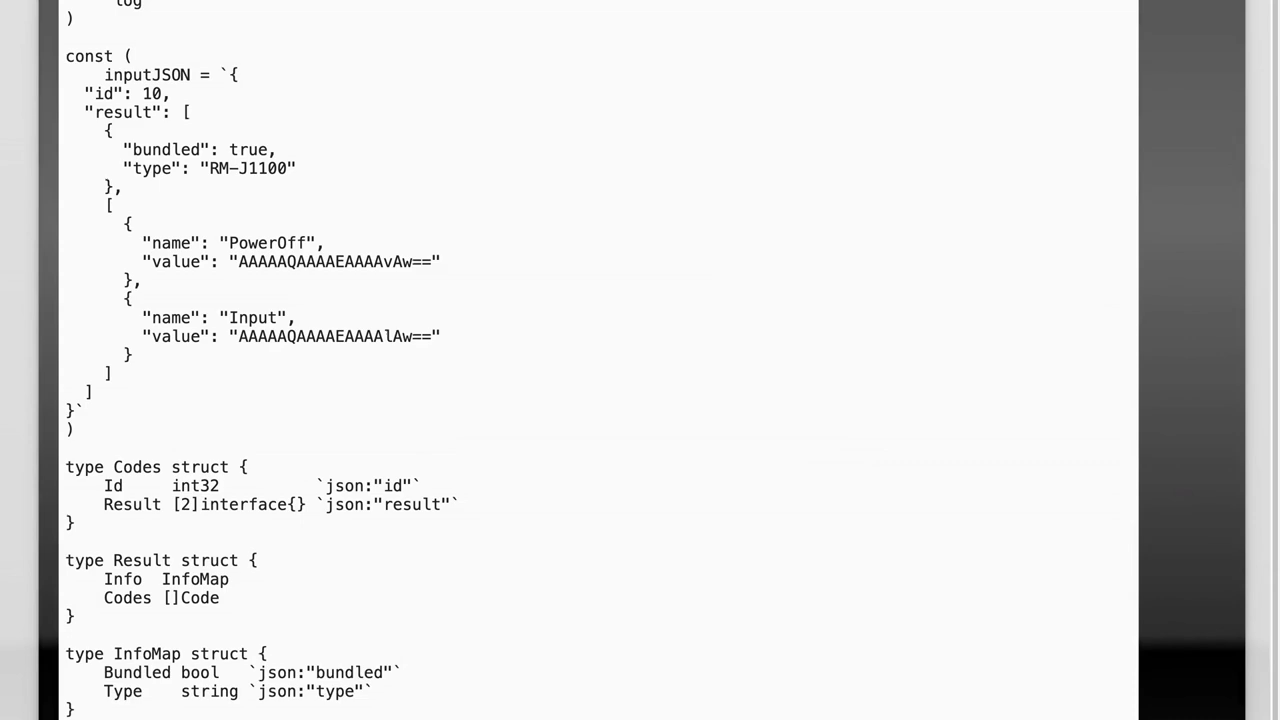 log
)
const (
inputJSON = `{
"id": 10,
"result": [
{
"bundled": true,
"type": "RM-J1100"
},
[
{
"name": "PowerOff",
"value": "AAAAAQAAAAEAAAAvAw=="
},
{
"name": "Input",
"value": "AAAAAQAAAAEAAAAlAw=="
}
]
]
}`
)
type Codes struct {
Id int32 `json:"id"`
Result [2]interface{} `json:"result"`
}
type Result struct {
Info InfoMap
Codes []Code
}
type InfoMap struct {
Bundled bool `json:"bundled"`
Type string `json:"type"`
}